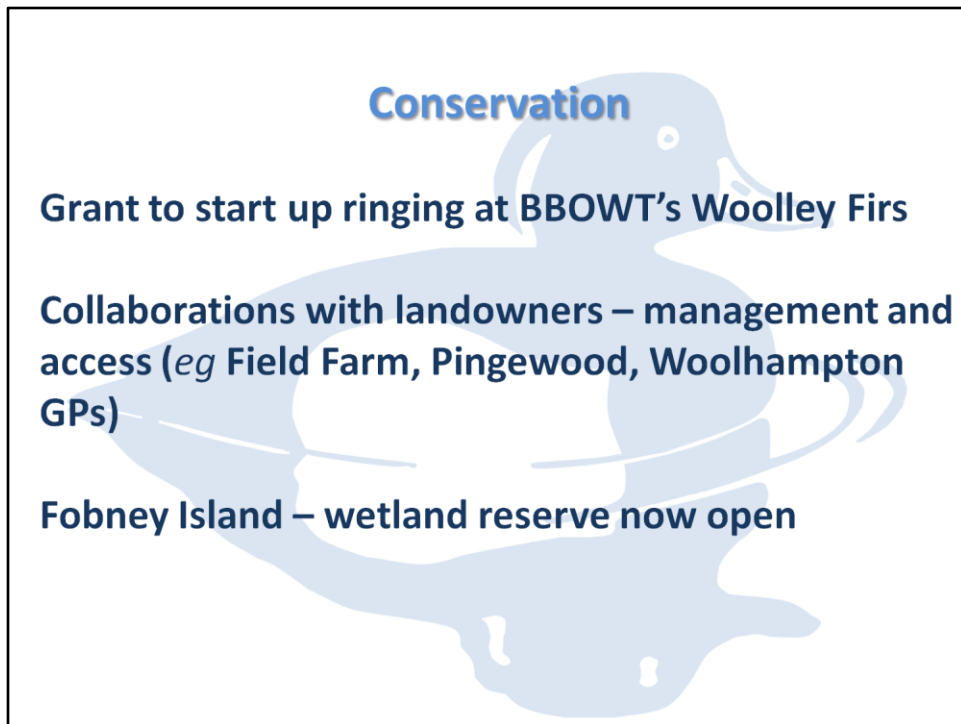 Conservation
Grant to start up ringing at BBOWT’s Woolley Firs
Collaborations with landowners – management and
access (eg Field Farm, Pingewood, Woolhampton
GPs)
Fobney Island – wetland reserve now open